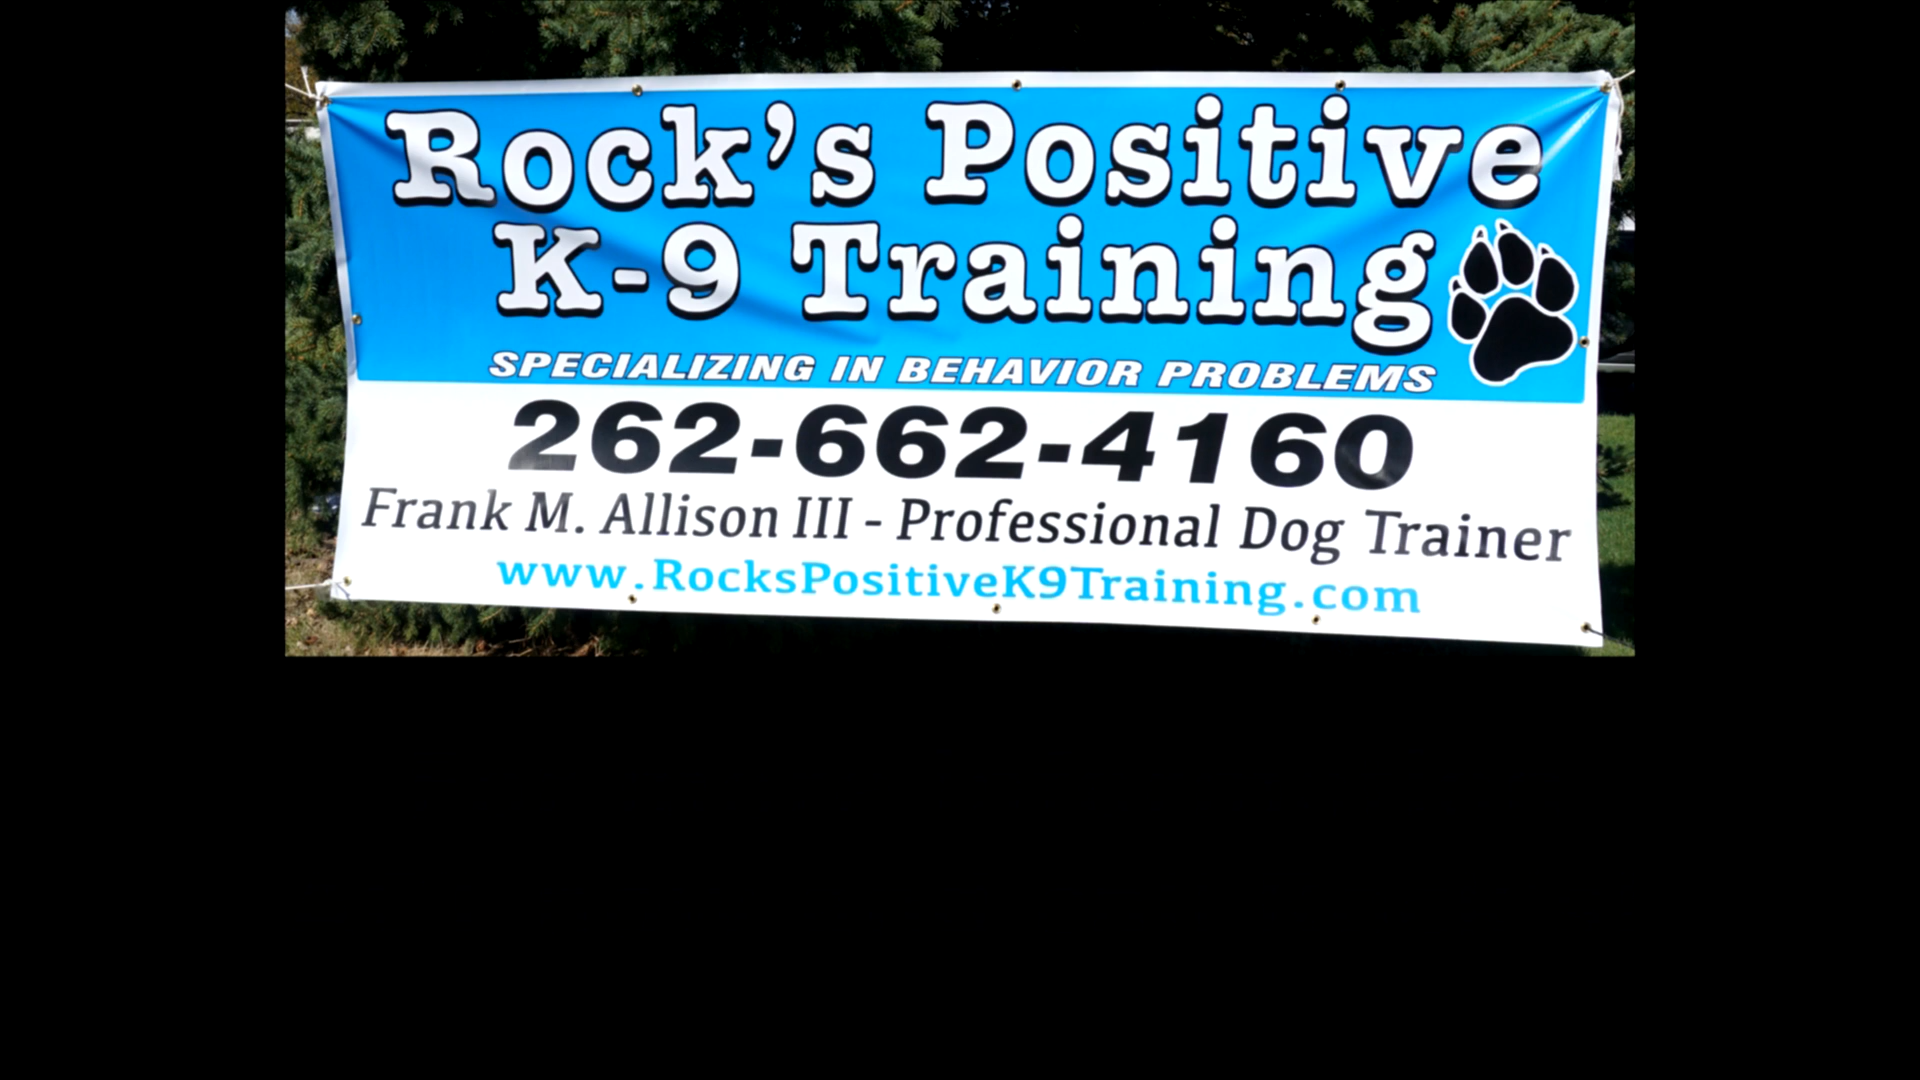 Rock's Positive
K-9 Training
SPECIALIZING IN BEHAVIOR PROBLEMS
262-662-4160
Frank M. Allison III - Professional Dog Trainer
www.RocksPositiveK9Training.com